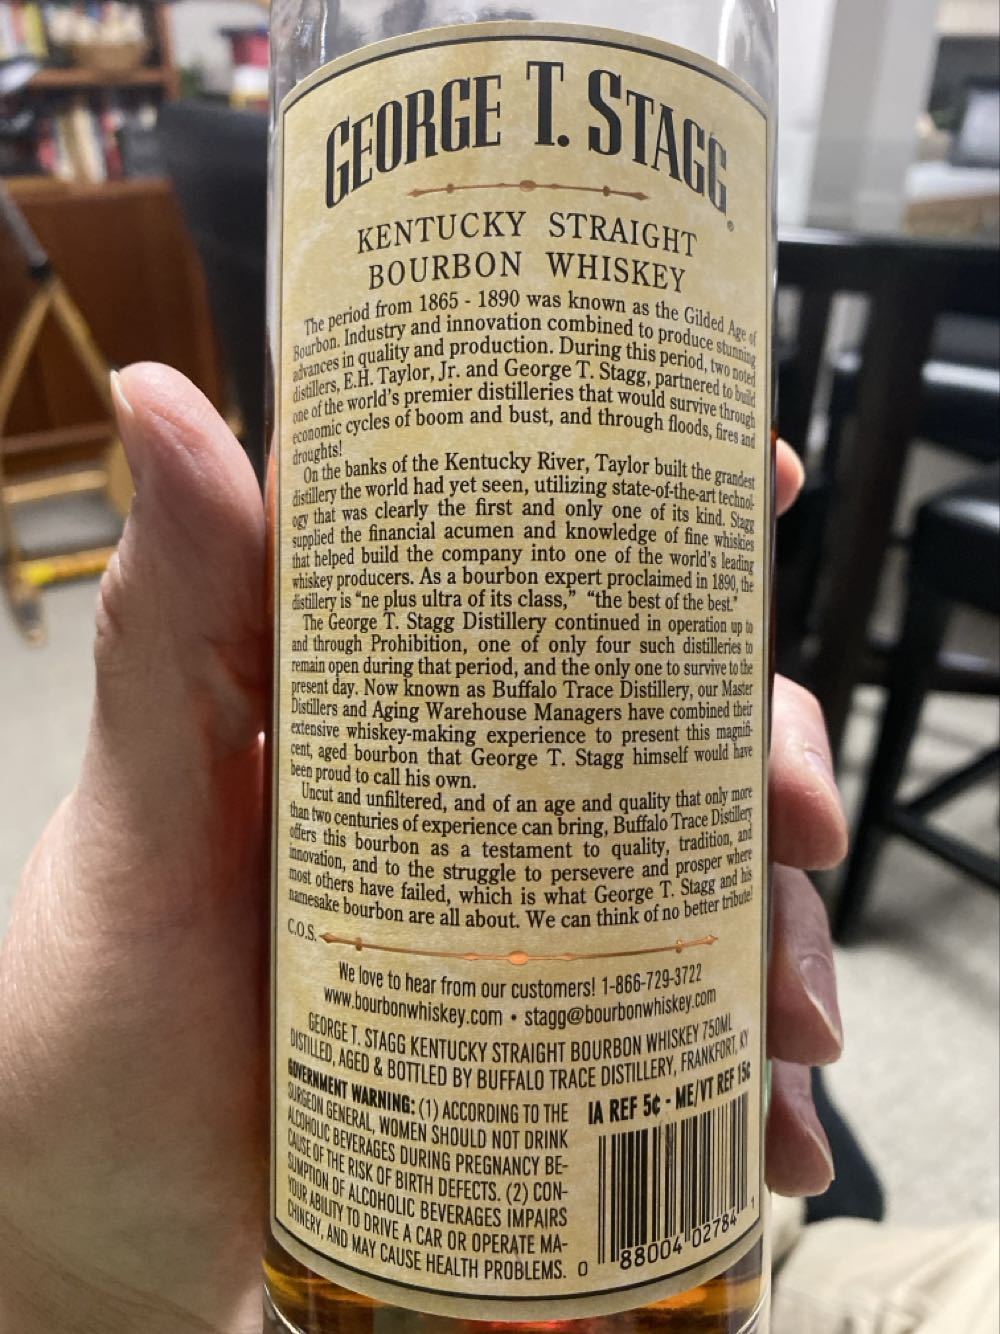 GEORGE T. STAGG®
KENTUCKY STRAIGHT
BOURBON WHISKEY
The period from 1865 - 1890 was known as the Gilded Age of
Bourbon. Industry and innovation combined to produce stunning
advances in quality and production. During this period, two noted
distillers, E.H. Taylor, Jr. and George T. Stagg, partnered to build
one of the world's premier distilleries that would survive through
economic cycles of boom and bust, and through floods, fires and
droughts!
On the banks of the Kentucky River, Taylor built the grandest
distillery the world had yet seen, utilizing state-of-the-art technol-
ogy that was clearly the first and only one of its kind. Stagg
supplied the financial acumen and knowledge of fine whiskies
that helped build the company into one of the world's leading
whiskey producers. As a bourbon expert proclaimed in 1890, the
distillery is "ne plus ultra of its class," "the best of the best."
The George T. Stagg Distillery continued in operation up to
and through Prohibition, one of only four such distilleries to
remain open during that period, and the only one to survive to the
present day. Now known as Buffalo Trace Distillery, our Master
Distillers and Aging Warehouse Managers have combined their
extensive whiskey-making experience to present this magnifi-
cent, aged bourbon that George T. Stagg himself would have
been proud to call his own.
Uncut and unfiltered, and of an age and quality that only more
than two centuries of experience can bring, Buffalo Trace Distillery
offers this bourbon as a testament to quality, tradition, and
innovation, and to the struggle to persevere and prosper where
most others have failed, which is what George T. Stagg and his
namesake bourbon are all about. We can think of no better tribute!
C.O.S.
We love to hear from our customers! 1-866-729-3722
www.bourbonwhiskey.com • stagg@bourbonwhiskey.com
GEORGE T. STAGG KENTUCKY STRAIGHT BOURBON WHISKEY 750ML
DISTILLED, AGED & BOTTLED BY BUFFALO TRACE DISTILLERY, FRANKFORT, KY
GOVERNMENT WARNING: (1) ACCORDING TO THE
SURGEON GENERAL, WOMEN SHOULD NOT DRINK
ALCOHOLIC BEVERAGES DURING PREGNANCY BE-
CAUSE OF THE RISK OF BIRTH DEFECTS. (2) CON-
SUMPTION OF ALCOHOLIC BEVERAGES IMPAIRS
YOUR ABILITY TO DRIVE A CAR OR OPERATE MA-
CHINERY, AND MAY CAUSE HEALTH PROBLEMS.
IA REF 5¢ - ME/VT REF 15¢
0 88004 02784 1